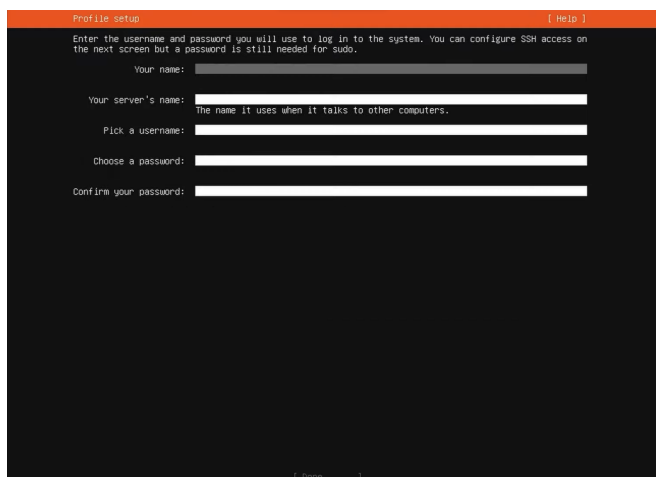 Profile setup [ Help ]
Enter the username and password you will use to log in to the system. You can configure SSH access on
the next screen but a password is still needed for sudo.
Your name:
Your server's name:
The name it uses when it talks to other computers.
Pick a username:
Choose a password:
Confirm your password:
[ Done ]